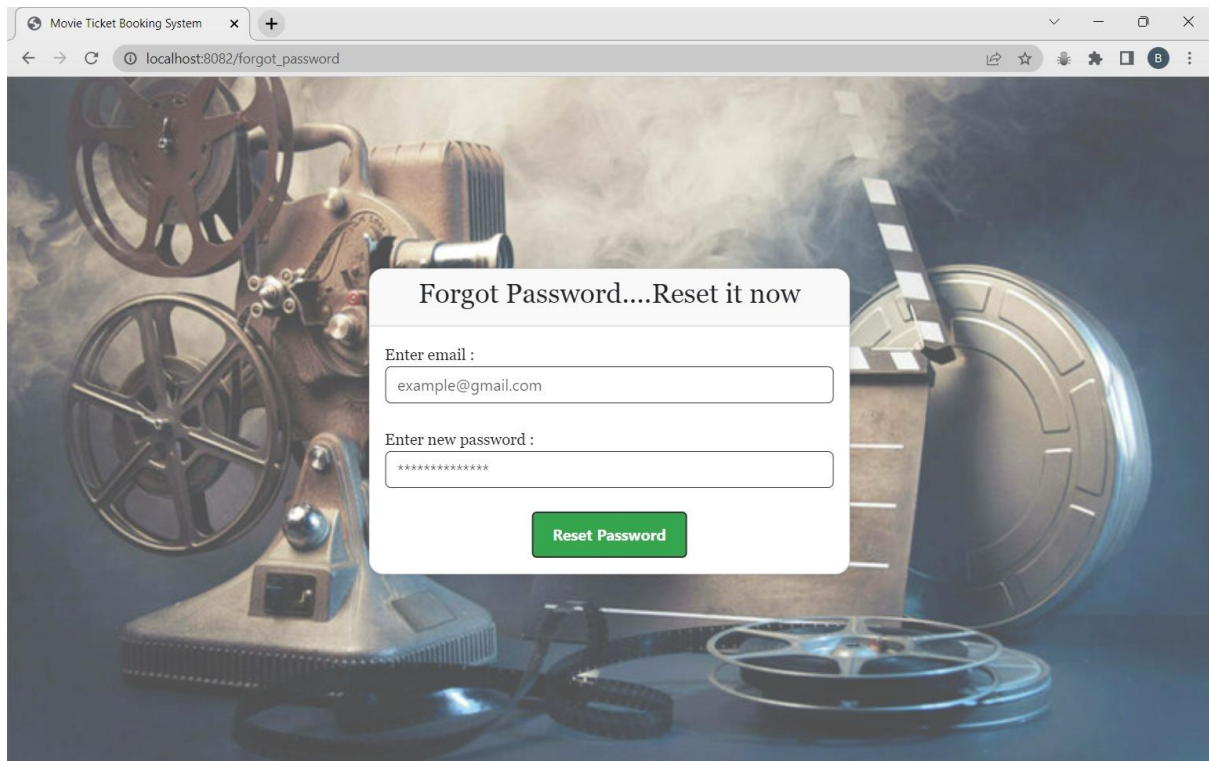 Movie Ticket Booking System
localhost:8082/forgot_password
B
Forgot Password....Reset it now
Enter email :
example@gmail.com
Enter new password :
**************
Reset Password